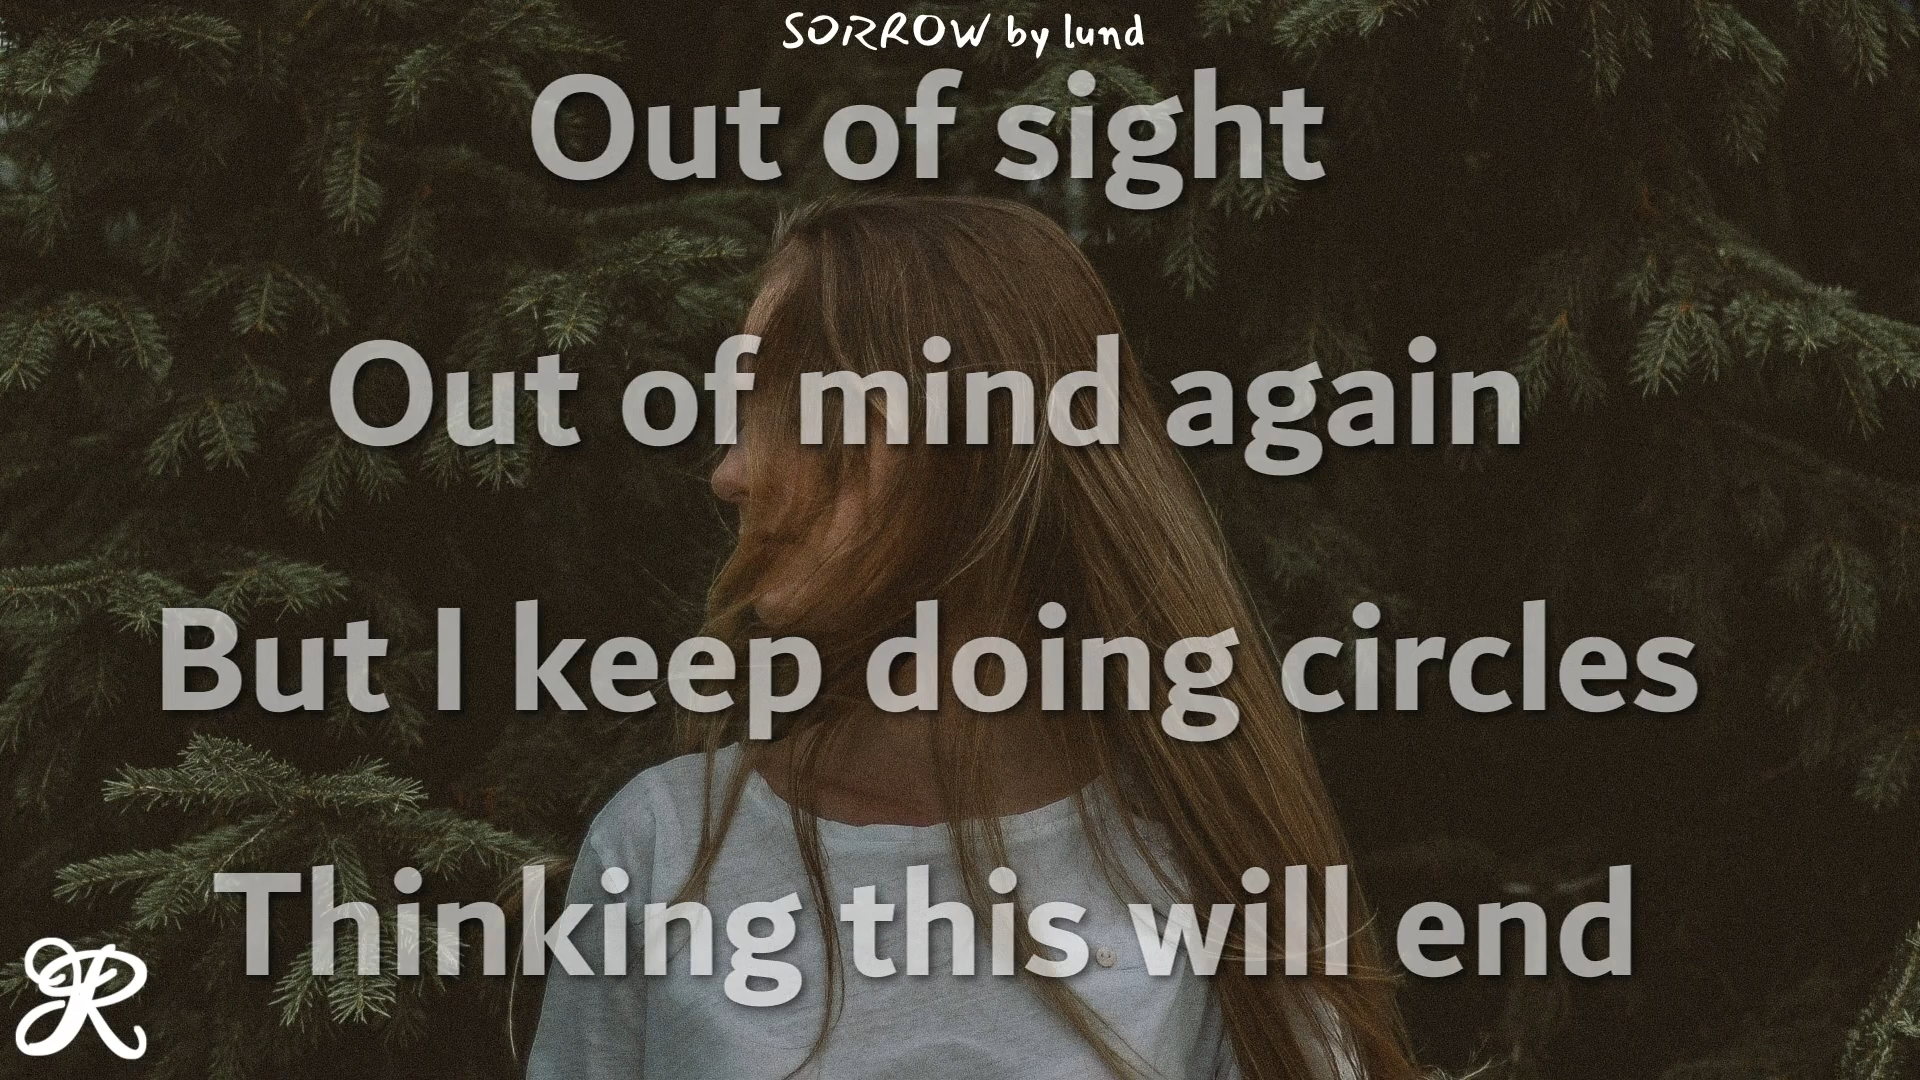 SORROW by lund
Out of sight
Out of mind again
But I keep doing circles
Thinking this will end
R